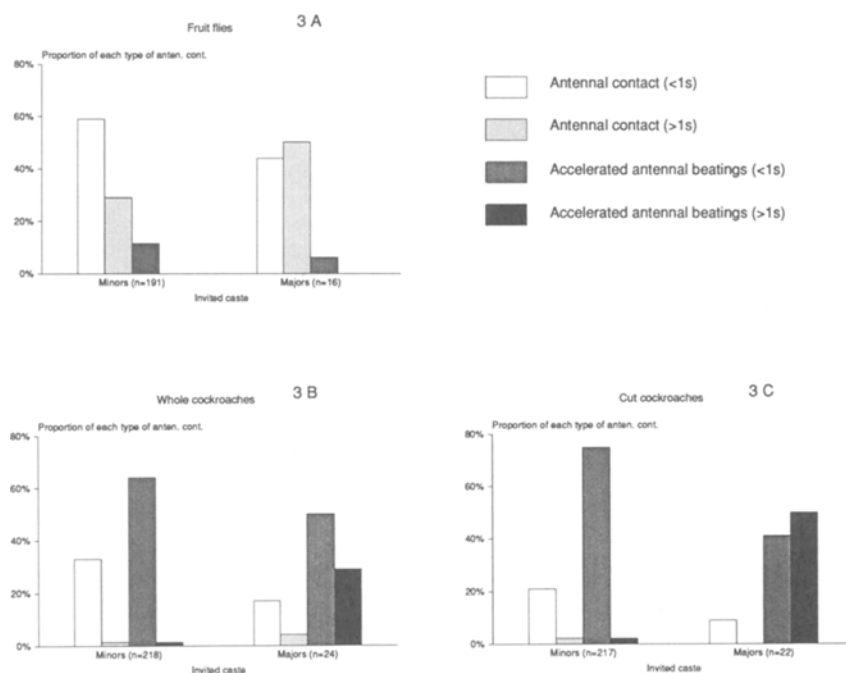 Fruit flies 3 A
Proportion of each type of anten. cont.
80%
60%
40%
20%
0%
Minors (n=191) Majors (n=16)
Invited caste
Antennal contact (<1s)
Antennal contact (>1s)
Accelerated antennal beatings (<1s)
Accelerated antennal beatings (>1s)
Whole cockroaches 3 B
Proportion of each type of anten. cont.
80%
60%
40%
20%
0%
Minors (n=218) Majors (n=24)
Invited caste
Cut cockroaches 3 C
Proportion of each type of anten. cont.
80%
60%
40%
20%
0%
Minors (n=217) Majors (n=22)
Invited caste